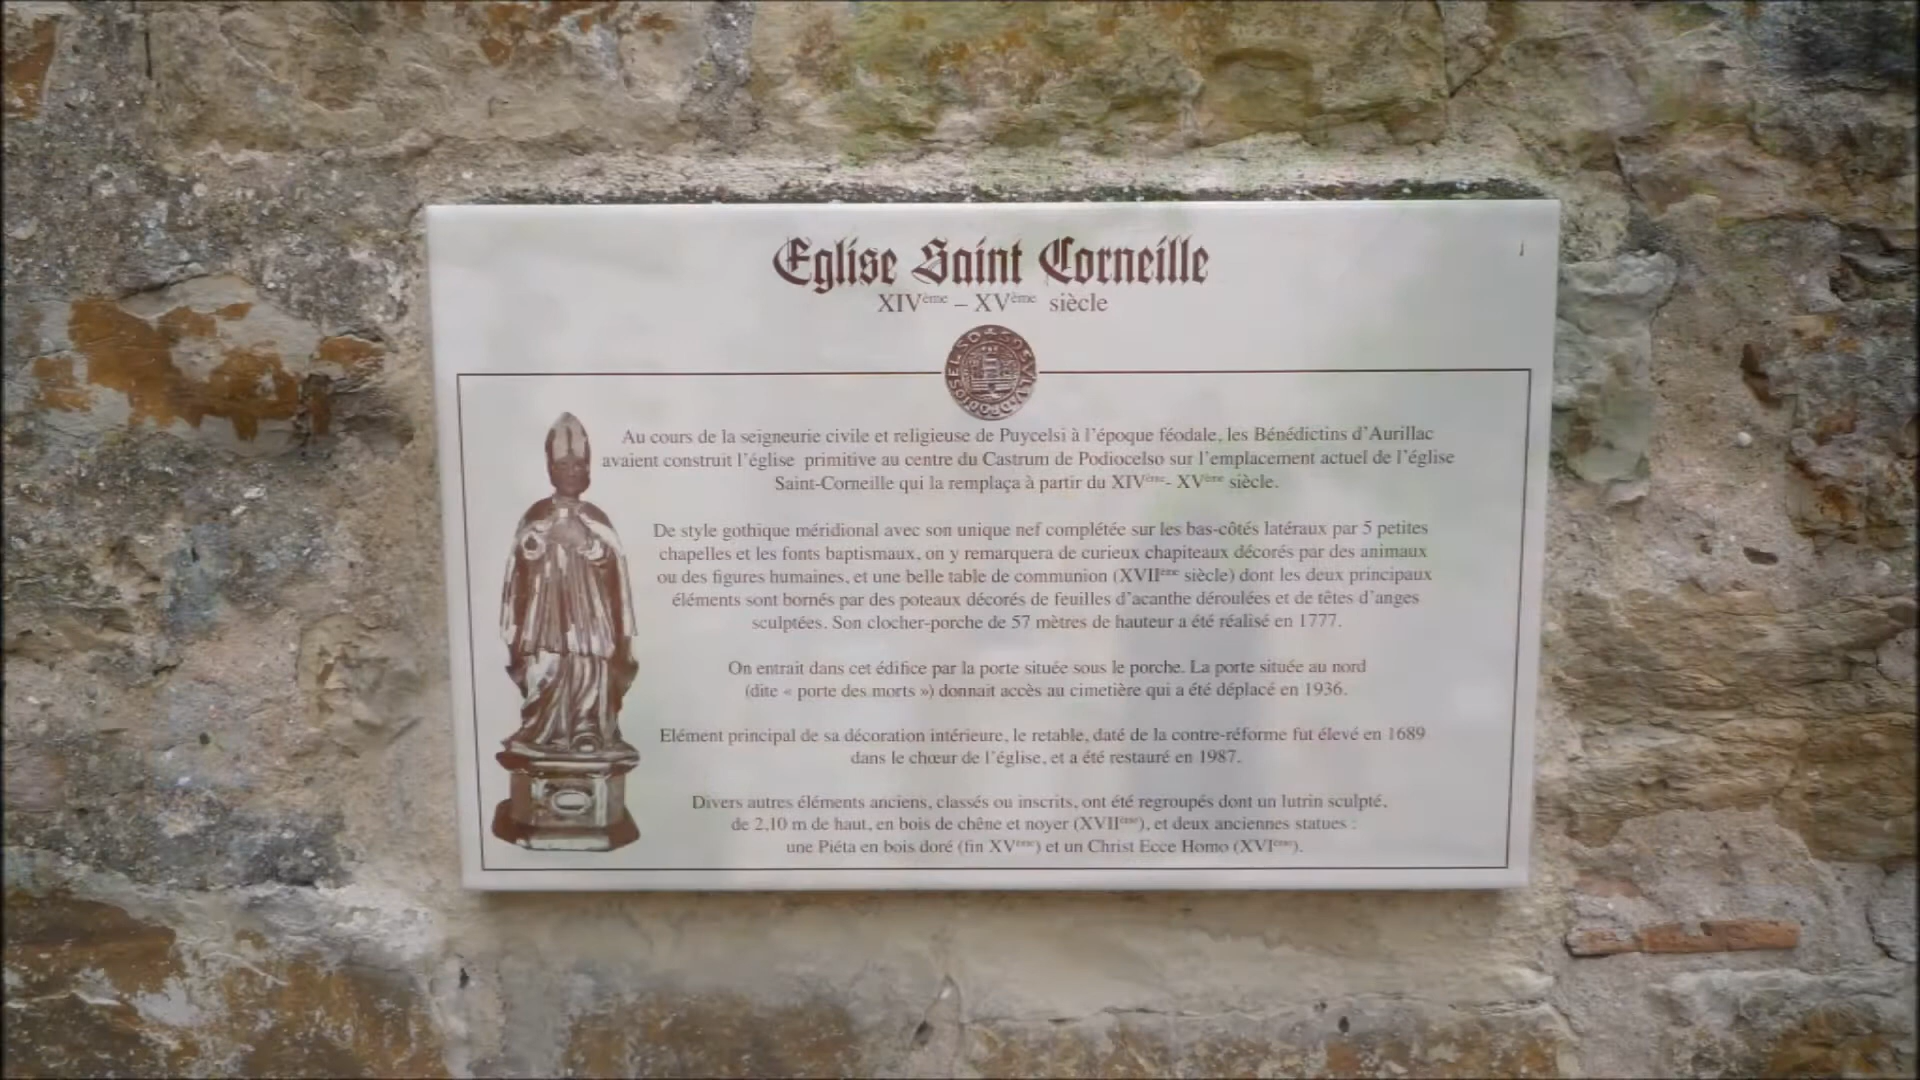 Eglise Saint Corneille
XIVème – XVème siècle
Au cours de la seigneurie civile et religieuse de Puycelsi à l'époque féodale, les Bénédictins d'Aurillac
avaient construit l'église primitive au centre du Castrum de Podiocelso sur l'emplacement actuel de l'église
Saint-Corneille qui la remplaça à partir du XIVème- XVème siècle.
De style gothique méridional avec son unique nef complétée sur les bas-côtés latéraux par 5 petites
chapelles et les fonts baptismaux, on y remarquera de curieux chapiteaux décorés par des animaux
ou des figures humaines, et une belle table de communion (XVIIème siècle) dont les deux principaux
éléments sont bornés par des poteaux décorés de feuilles d'acanthe déroulées et de têtes d'anges
sculptées. Son clocher-porche de 57 mètres de hauteur a été réalisé en 1777.
On entrait dans cet édifice par la porte située sous le porche. La porte située au nord
(dite « porte des morts ») donnait accès au cimetière qui a été déplacé en 1936.
Elément principal de sa décoration intérieure, le retable, daté de la contre-réforme fut élevé en 1689
dans le chœur de l'église, et a été restauré en 1987.
Divers autres éléments anciens, classés ou inscrits, ont été regroupés dont un lutrin sculpté,
de 2,10 m de haut, en bois de chêne et noyer (XVIIème), et deux anciennes statues :
une Piéta en bois doré (fin XVème) et un Christ Ecce Homo (XVIème).